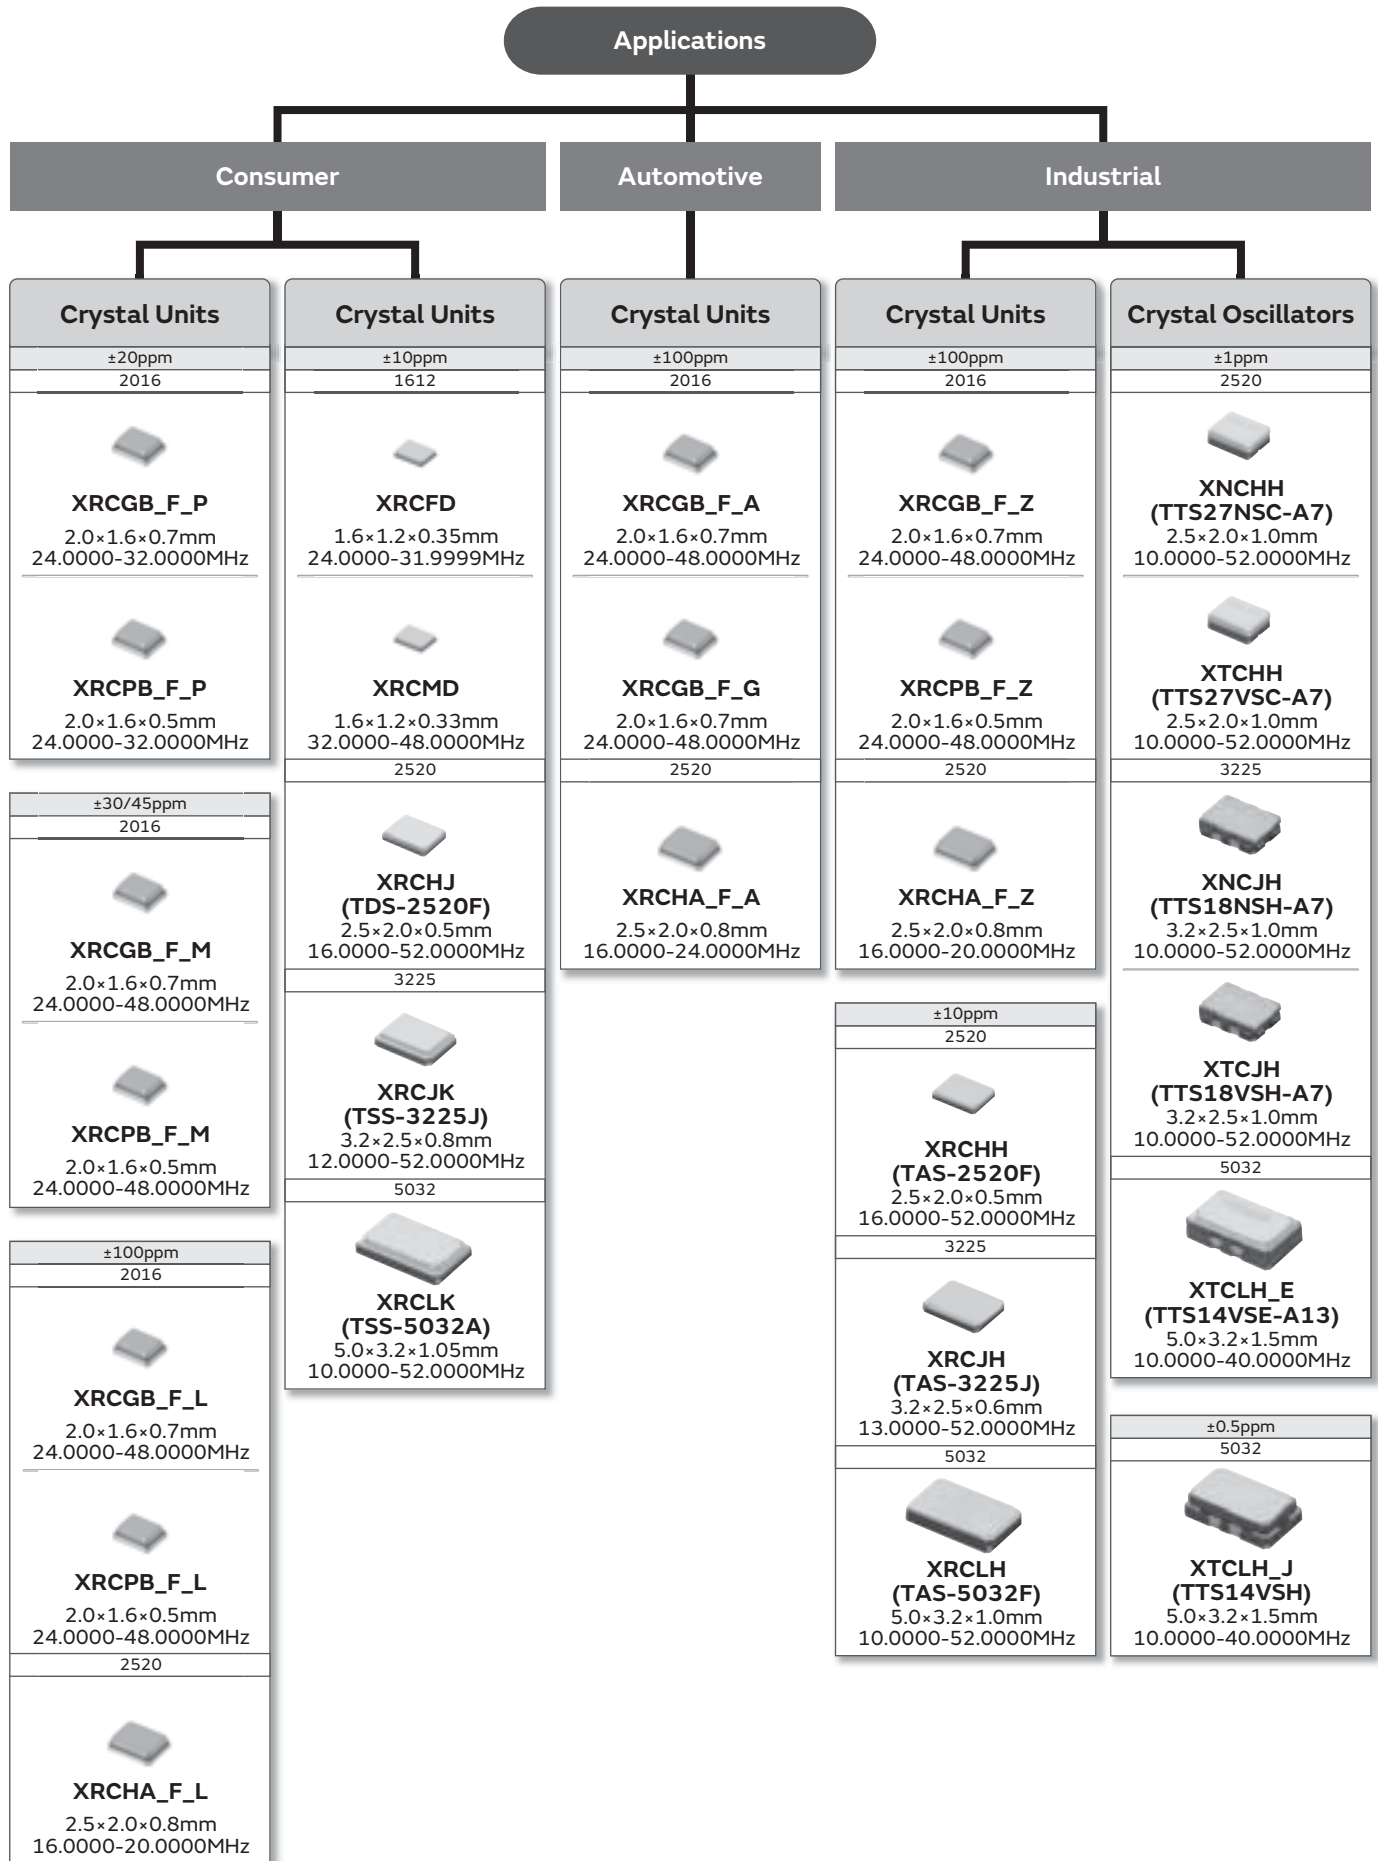 Applications
Consumer
Automotive
Industrial
Crystal Units
±20ppm
2016
XRCGB_F_P
2.0×1.6×0.7mm
24.0000-32.0000MHz
XRCPB_F_P
2.0×1.6×0.5mm
24.0000-32.0000MHz
±30/45ppm
2016
XRCGB_F_M
2.0×1.6×0.7mm
24.0000-48.0000MHz
XRCPB_F_M
2.0×1.6×0.5mm
24.0000-48.0000MHz
±100ppm
2016
XRCGB_F_L
2.0×1.6×0.7mm
24.0000-48.0000MHz
XRCPB_F_L
2.0×1.6×0.5mm
24.0000-48.0000MHz
2520
XRCHA_F_L
2.5×2.0×0.8mm
16.0000-20.0000MHz
Crystal Units
±10ppm
1612
XRCFD
1.6×1.2×0.35mm
24.0000-31.9999MHz
XRCMD
1.6×1.2×0.33mm
32.0000-48.0000MHz
2520
XRCHJ
(TDS-2520F)
2.5×2.0×0.5mm
16.0000-52.0000MHz
3225
XRCJK
(TSS-3225J)
3.2×2.5×0.8mm
12.0000-52.0000MHz
5032
XRCLK
(TSS-5032A)
5.0×3.2×1.05mm
10.0000-52.0000MHz
Crystal Units
±100ppm
2016
XRCGB_F_A
2.0×1.6×0.7mm
24.0000-48.0000MHz
XRCGB_F_G
2.0×1.6×0.7mm
24.0000-48.0000MHz
2520
XRCHA_F_A
2.5×2.0×0.8mm
16.0000-24.0000MHz
Crystal Units
±100ppm
2016
XRCGB_F_Z
2.0×1.6×0.7mm
24.0000-48.0000MHz
XRCPB_F_Z
2.0×1.6×0.5mm
24.0000-48.0000MHz
2520
XRCHA_F_Z
2.5×2.0×0.8mm
16.0000-20.0000MHz
±10ppm
2520
XRCHH
(TAS-2520F)
2.5×2.0×0.5mm
16.0000-52.0000MHz
3225
XRCJH
(TAS-3225J)
3.2×2.5×0.6mm
13.0000-52.0000MHz
5032
XRCLH
(TAS-5032F)
5.0×3.2×1.0mm
10.0000-52.0000MHz
Crystal Oscillators
±1ppm
2520
XNCHH
(TTS27NSC-A7)
2.5×2.0×1.0mm
10.0000-52.0000MHz
XTCHH
(TTS27VSC-A7)
2.5×2.0×1.0mm
10.0000-52.0000MHz
3225
XNCJH
(TTS18NSH-A7)
3.2×2.5×1.0mm
10.0000-52.0000MHz
XTCJH
(TTS18VSH-A7)
3.2×2.5×1.0mm
10.0000-52.0000MHz
5032
XTCLH_E
(TTS14VSE-A13)
5.0×3.2×1.5mm
10.0000-40.0000MHz
±0.5ppm
5032
XTCLH_J
(TTS14VSH)
5.0×3.2×1.5mm
10.0000-40.0000MHz